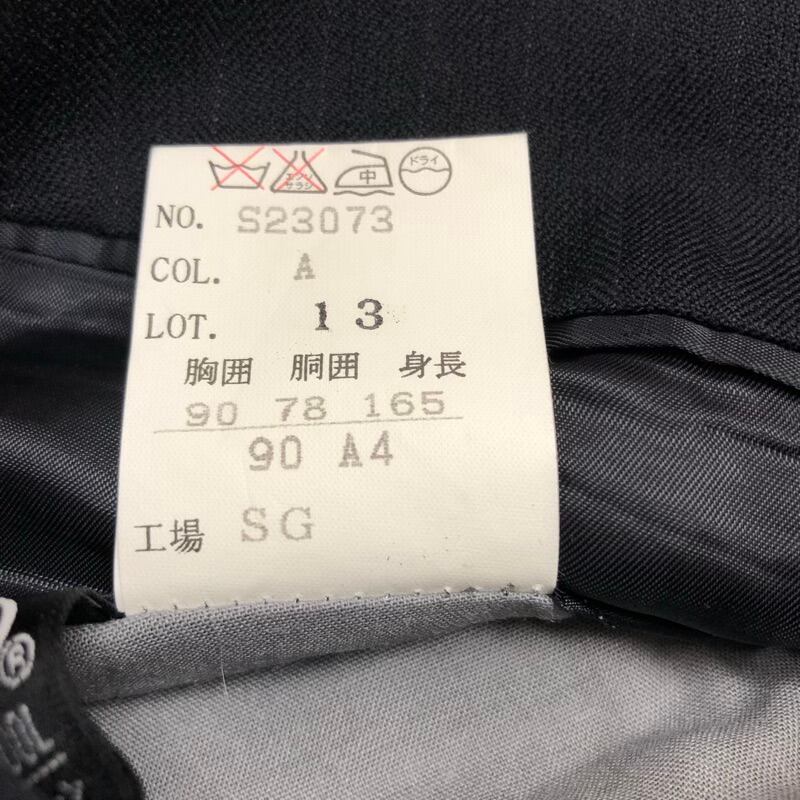 エンソ サラシ 中 ドライ
NO. S23073
COL. A
LOT. 13
胸囲 胴囲 身長
90 78 165
90 A4
工場 SG
®